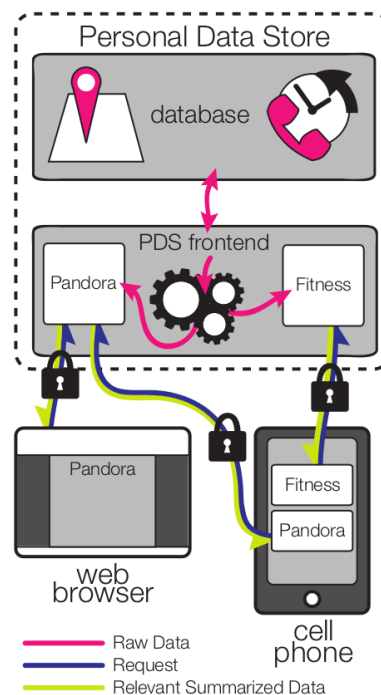 Personal Data Store
database
PDS frontend
Pandora
Fitness
Pandora
Fitness
Pandora
web
browser
cell
phone
Raw Data
Request
Relevant Summarized Data